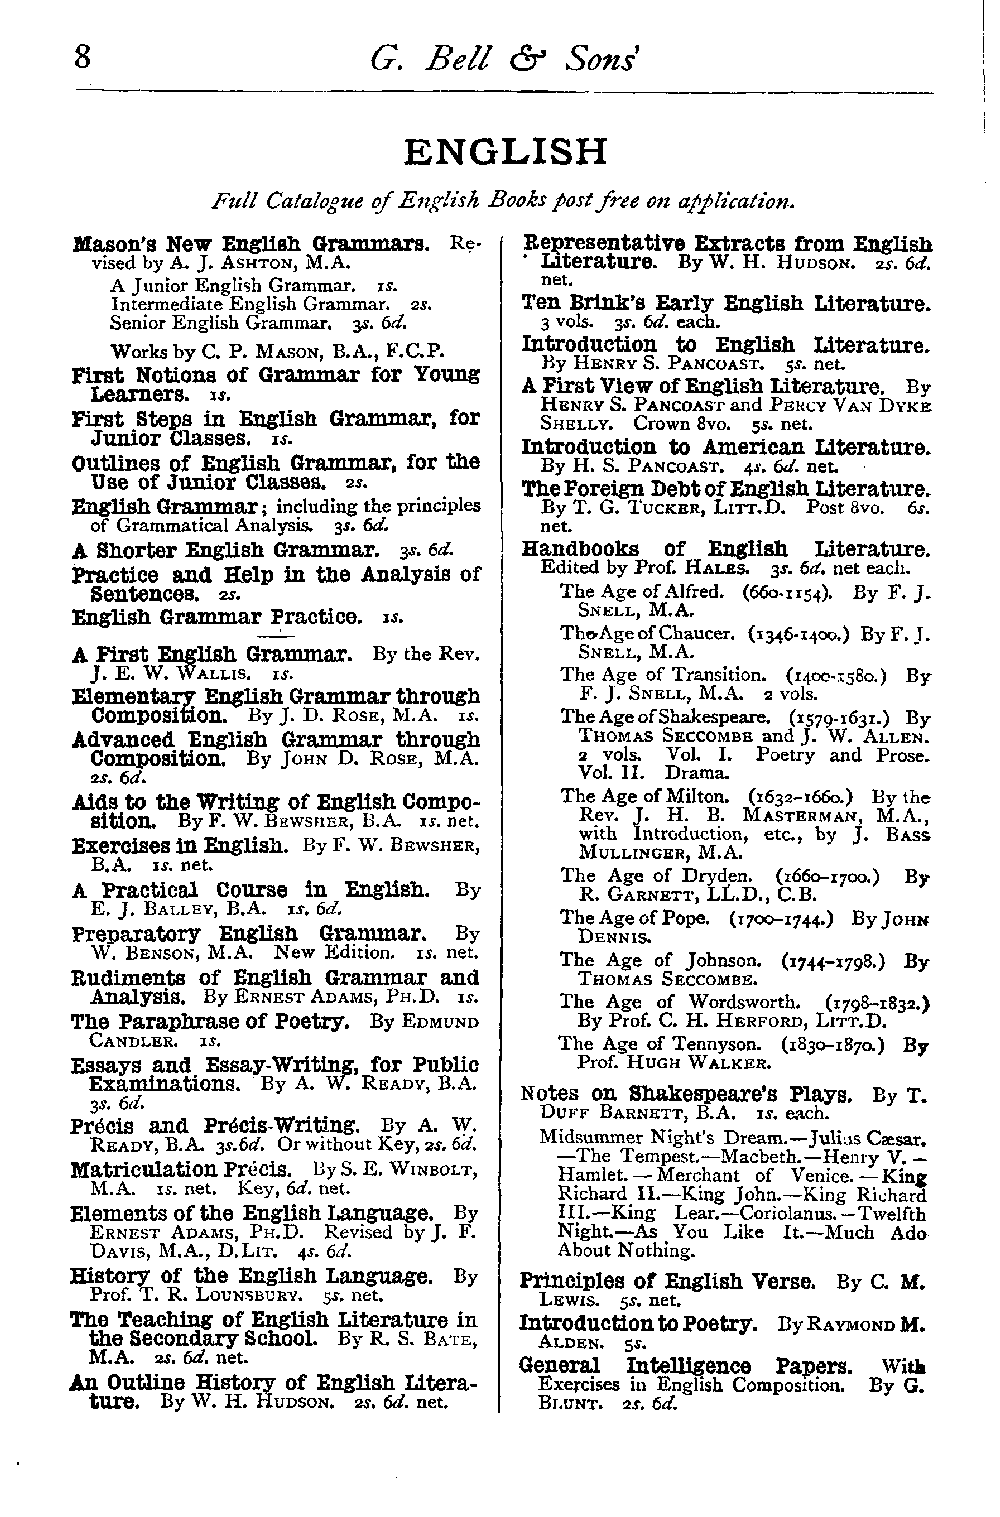 8 G. Bell & Sons'
ENGLISH
Full Catalogue of English Books post free on application.
Mason's New English Grammars. Re-
vised by A. J. ASHTON, M.A.
A Junior English Grammar. 1s.
Intermediate English Grammar. 2s.
Senior English Grammar. 3s. 6d.
Works by C. P. MASON, B.A., F.C.P.
First Notions of Grammar for Young
Learners. 1s.
First Steps in English Grammar, for
Junior Classes. 1s.
Outlines of English Grammar, for the
Use of Junior Classes. 2s.
English Grammar; including the principles
of Grammatical Analysis. 3s. 6d.
A Shorter English Grammar. 3s. 6d.
Practice and Help in the Analysis of
Sentences. 2s.
English Grammar Practice. 1s.
A First English Grammar. By the Rev.
J. E. W. WALLIS. 1s.
Elementary English Grammar through
Composition. By J. D. ROSE, M.A. 1s.
Advanced English Grammar through
Composition. By JOHN D. ROSE, M.A.
2s. 6d.
Aids to the Writing of English Compo-
sition. By F. W. BEWSHER, B.A. 1s. net.
Exercises in English. By F. W. BEWSHER,
B.A. 1s. net.
A Practical Course in English. By
E. J. BALLEY, B.A. 1s. 6d.
Preparatory English Grammar. By
W. BENSON, M.A. New Edition. 1s. net.
Rudiments of English Grammar and
Analysis. By ERNEST ADAMS, PH.D. 1s.
The Paraphrase of Poetry. By EDMUND
CANDLER. 1s.
Essays and Essay-Writing, for Public
Examinations. By A. W. READY, B.A.
3s. 6d.
Précis and Précis-Writing. By A. W.
READY, B.A. 3s.6d. Or without Key, 2s. 6d.
Matriculation Précis. By S. E. WINBOLT,
M.A. 1s. net. Key, 6d. net.
Elements of the English Language. By
ERNEST ADAMS, PH.D. Revised by J. F.
DAVIS, M.A., D.LIT. 4s. 6d.
History of the English Language. By
Prof. T. R. LOUNSBURY. 5s. net.
The Teaching of English Literature in
the Secondary School. By R. S. BATE,
M.A. 2s. 6d. net.
An Outline History of English Litera-
ture. By W. H. HUDSON. 2s. 6d. net.
Representative Extracts from English
Literature. By W. H. HUDSON. 2s. 6d.
net.
Ten Brink's Early English Literature.
3 vols. 3s. 6d. each.
Introduction to English Literature.
By HENRY S. PANCOAST. 5s. net.
A First View of English Literature. By
HENRY S. PANCOAST and PERCY VAN DYKE
SHELLY. Crown 8vo. 5s. net.
Introduction to American Literature.
By H. S. PANCOAST. 4s. 6d. net.
The Foreign Debt of English Literature.
By T. G. TUCKER, LITT.D. Post 8vo. 6s.
net.
Handbooks of English Literature.
Edited by Prof. HALES. 3s. 6d. net each.
The Age of Alfred. (660-1154). By F. J.
SNELL, M.A.
The Age of Chaucer. (1346-1400.) By F. J.
SNELL, M.A.
The Age of Transition. (1400-1580.) By
F. J. SNELL, M.A. 2 vols.
The Age of Shakespeare. (1579-1631.) By
THOMAS SECCOMBE and J. W. ALLEN.
2 vols. Vol. I. Poetry and Prose.
Vol. II. Drama.
The Age of Milton. (1632-1660.) By the
Rev. J. H. B. MASTERMAN, M.A.,
with Introduction, etc., by J. BASS
MULLINGER, M.A.
The Age of Dryden. (1660-1700.) By
R. GARNETT, LL.D., C.B.
The Age of Pope. (1700-1744.) By JOHN
DENNIS.
The Age of Johnson. (1744-1798.) By
THOMAS SECCOMBE.
The Age of Wordsworth. (1798-1832.)
By Prof. C. H. HERFORD, LITT.D.
The Age of Tennyson. (1830-1870.) By
Prof. HUGH WALKER.
Notes on Shakespeare's Plays. By T.
DUFF BARNETT, B.A. 1s. each.
Midsummer Night's Dream.—Julius Cæsar.
—The Tempest.—Macbeth.—Henry V.—
Hamlet.—Merchant of Venice.—King
Richard II.—King John.—King Richard
III.—King Lear.—Coriolanus.—Twelfth
Night.—As You Like It.—Much Ado
About Nothing.
Principles of English Verse. By C. M.
LEWIS. 5s. net.
Introduction to Poetry. By RAYMOND M.
ALDEN. 5s.
General Intelligence Papers. With
Exercises in English Composition. By G.
BLUNT. 2s. 6d.